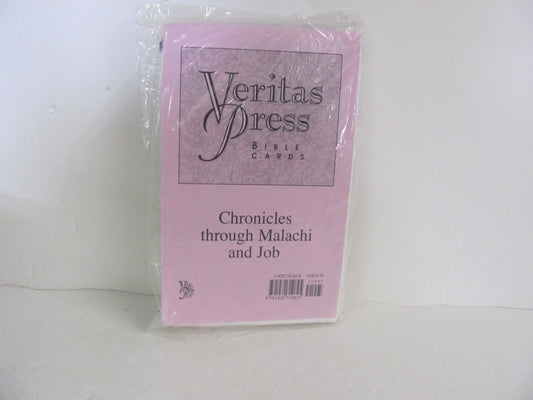 Veritas
Press
BIBLE
CARDS
Chronicles
through Malachi
and Job